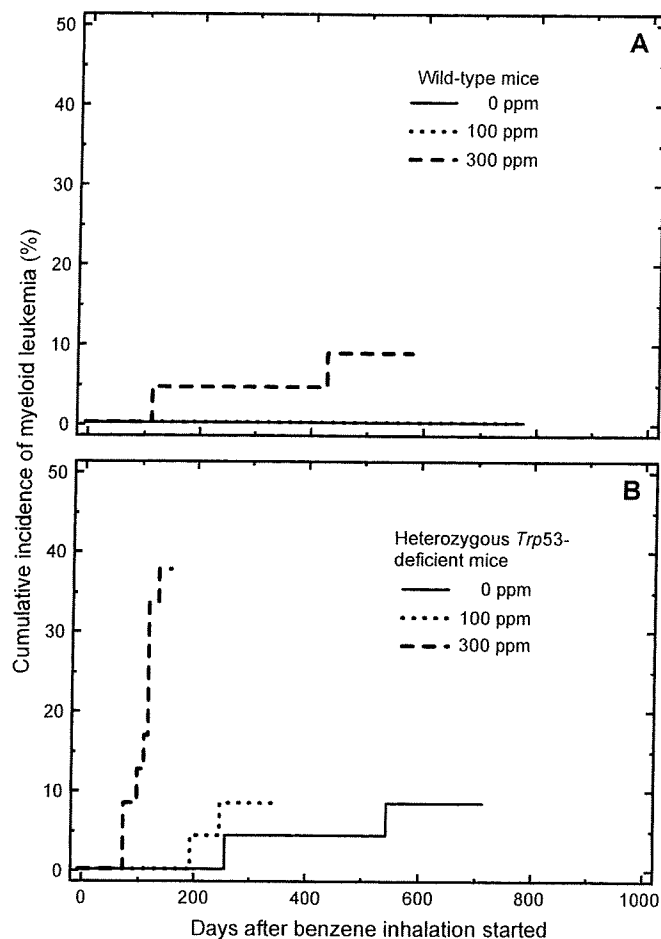 Cumulative incidence of myeloid leukemia (%)
50
40
30
20
10
0
A
Wild-type mice
0 ppm
100 ppm
300 ppm
50
40
30
20
10
0
B
Heterozygous Trp53-
deficient mice
0 ppm
100 ppm
300 ppm
0 200 400 600 800 1000
Days after benzene inhalation started